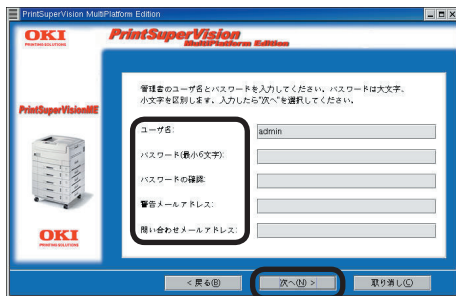 PrintSuperVision MultiPlatform Edition
OKI
PRINTING SOLUTIONS
PrintSuperVision
MultiPlatform Edition
管理者のユーザ名とパスワードを入力してください。パスワードは大文字、
小文字を区別します。入力したら"次へ"を選択してください。
PrintSuperVisionME
ユーザ名:
admin
パスワード(最小6文字):
パスワードの確認:
警告メールアドレス:
問い合わせメールアドレス:
OKI
PRINTING SOLUTIONS
< 戻る(B)
次へ(N) >
取り消し(C)